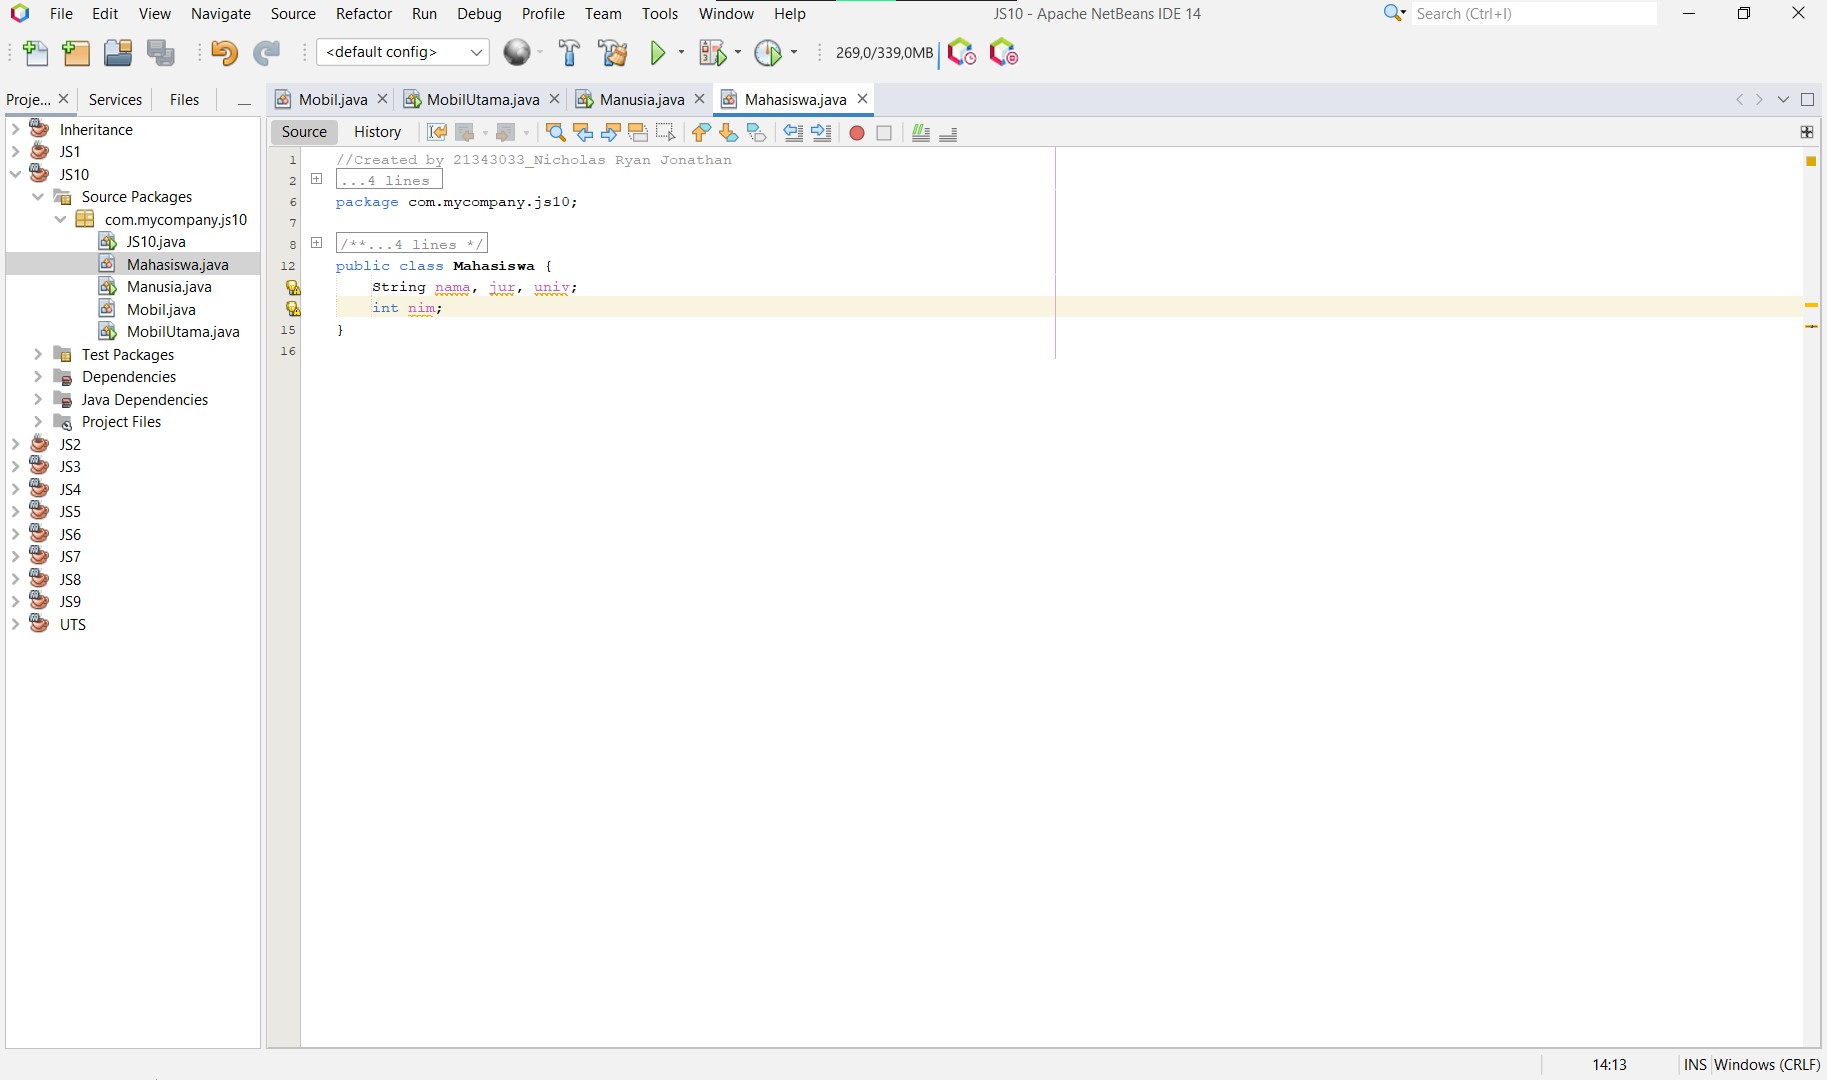 File Edit View Navigate Source Refactor Run Debug Profile Team Tools Window Help JS10 - Apache NetBeans IDE 14 Search (Ctrl+I)
<default config> 269,0/339,0MB
Proje... Services Files Mobil.java MobilUtama.java Manusia.java Mahasiswa.java
Source History
Inheritance
JS1
JS10
Source Packages
com.mycompany.js10
JS10.java
Mahasiswa.java
Manusia.java
Mobil.java
MobilUtama.java
Test Packages
Dependencies
Java Dependencies
Project Files
JS2
JS3
JS4
JS5
JS6
JS7
JS8
JS9
UTS
1 //Created by 21343033_Nicholas Ryan Jonathan
2 ...4 lines
6 package com.mycompany.js10;
7
8 /**...4 lines */
12 public class Mahasiswa {
String nama, jur, univ;
int nim;
15 }
16
14:13 INS Windows (CRLF)